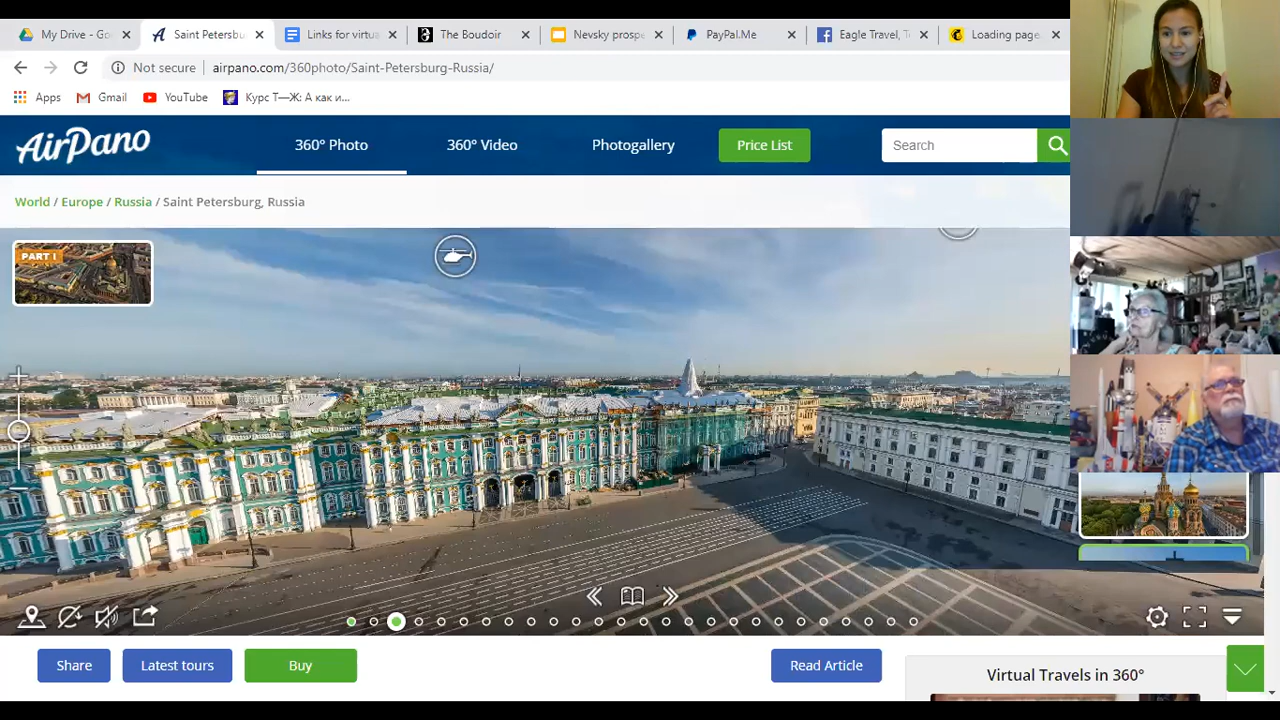 My Drive - Go
Saint Petersbu
Links for virtua
The Boudoir
Nevsky prospe
PayPal.Me
Eagle Travel, T
Loading page
Not secure
airpano.com/360photo/Saint-Petersburg-Russia/
Apps
Gmail
YouTube
Курс Т—Ж: А как и...
AirPano
360° Photo
360° Video
Photogallery
Price List
Search
World / Europe / Russia / Saint Petersburg, Russia
PART I
Share
Latest tours
Buy
Read Article
Virtual Travels in 360°